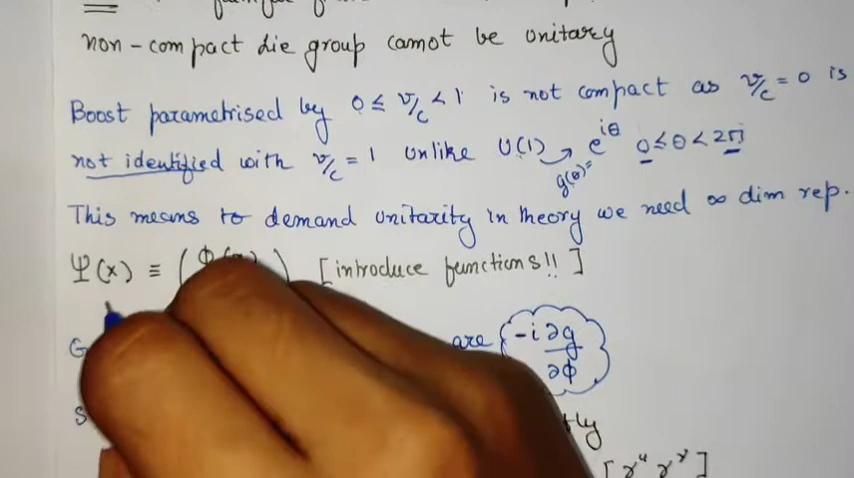 non-compact lie group cannot be unitary
Boost parametrised by 0 ≤ v/c < 1 is not compact as v/c = 0 is
not identified with v/c = 1 unlike U(1) → e^{iθ} 0 ≤ θ < 2π
g(θ)=
This means to demand unitarity in theory we need ∞ dim rep.
Ψ(x) ≡ ( [introduce functions!! ]
G are -i ∂g/∂φ
S
[γ^μ γ^ν]